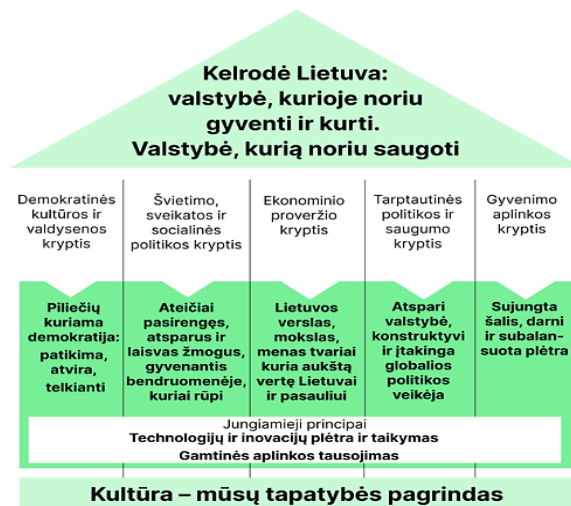 Kelrodė Lietuva:
valstybė, kurioje noriu
gyventi ir kurti.
Valstybė, kurią noriu saugoti
Demokratinės
kultūros ir
valdysenos
kryptis
Švietimo,
sveikatos ir
socialinės
politikos kryptis
Ekonominio
proveržio
kryptis
Tarptautinės
politikos ir
saugumo
kryptis
Gyvenimo
aplinkos
kryptis
Piliečių
kuriama
demokratija:
patikima,
atvira,
telkianti
Ateičiai
pasirengęs,
atsparus ir
laisvas žmogus,
gyvenantis
bendruomenėje,
kuriai rūpi
Lietuvos
verslas,
mokslas,
menas tvariai
kuria aukštą
vertę Lietuvai
ir pasauliui
Atspari
valstybė,
konstruktyvi
ir įtakinga
globalios
politikos
veikėja
Sujungta
šalis, darni
ir subalan-
suota plėtra
Jungiamieji principai
Technologijų ir inovacijų plėtra ir taikymas
Gamtinės aplinkos tausojimas
Kultūra – mūsų tapatybės pagrindas